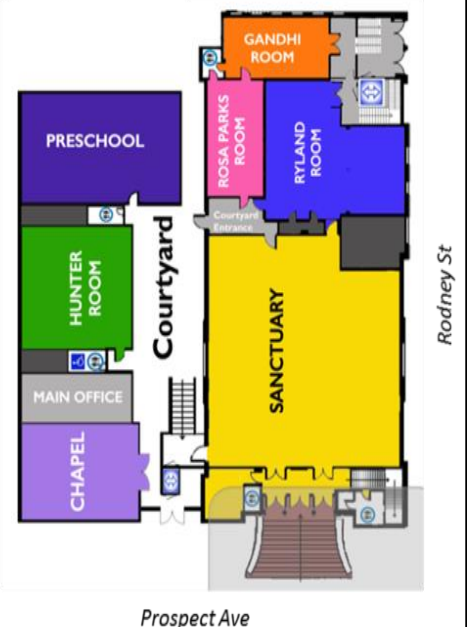 GANDHI
ROOM
PRESCHOOL
ROSA PARKS
ROOM
RYLAND
ROOM
Courtyard
Entrance
Courtyard
HUNTER
ROOM
SANCTUARY
Rodney St
MAIN OFFICE
CHAPEL
Prospect Ave